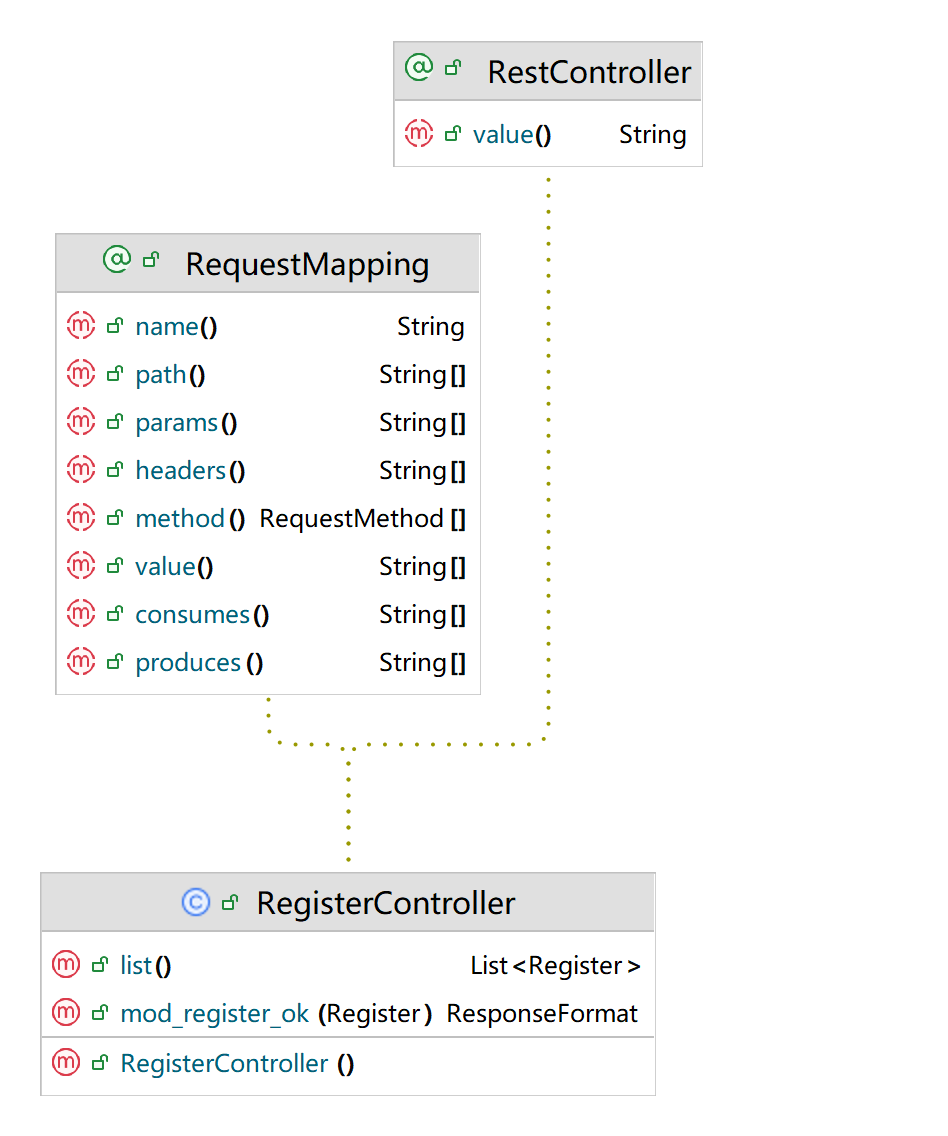 RestController
value() String
RequestMapping
name() String
path() String[]
params() String[]
headers() String[]
method() RequestMethod[]
value() String[]
consumes() String[]
produces() String[]
RegisterController
list() List<Register>
mod_register_ok(Register) ResponseFormat
RegisterController()